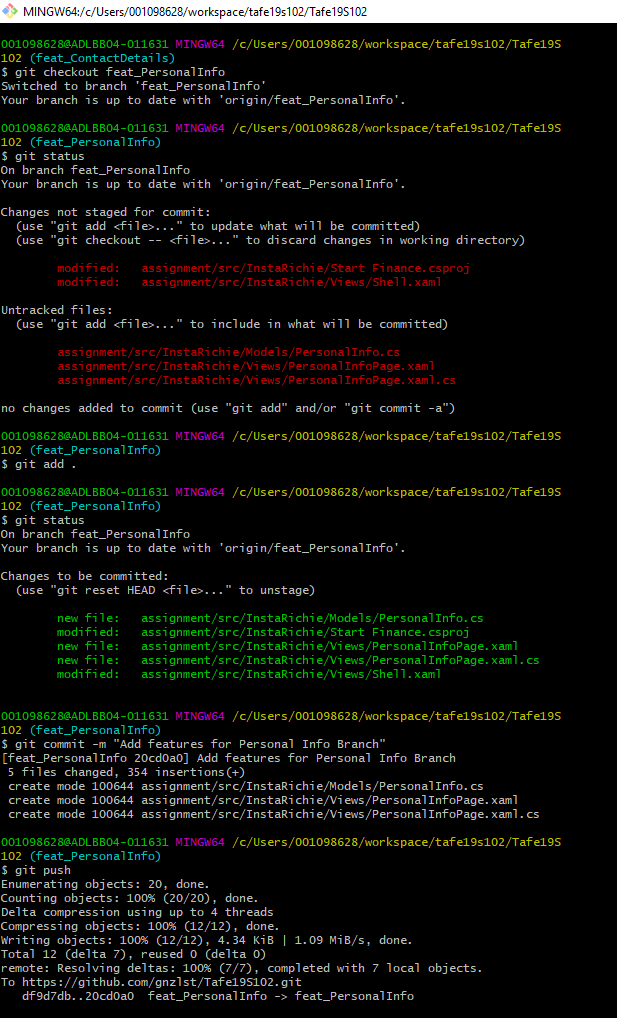 MINGW64:/c/Users/001098628/workspace/tafe19s102/Tafe19S102
001098628@ADLBB04-011631 MINGW64 /c/Users/001098628/workspace/tafe19s102/Tafe19S
102 (feat_ContactDetails)
$ git checkout feat_PersonalInfo
Switched to branch 'feat_PersonalInfo'
Your branch is up to date with 'origin/feat_PersonalInfo'.
001098628@ADLBB04-011631 MINGW64 /c/Users/001098628/workspace/tafe19s102/Tafe19S
102 (feat_PersonalInfo)
$ git status
On branch feat_PersonalInfo
Your branch is up to date with 'origin/feat_PersonalInfo'.
Changes not staged for commit:
(use "git add <file>..." to update what will be committed)
(use "git checkout -- <file>..." to discard changes in working directory)
modified: assignment/src/InstaRichie/Start Finance.csproj
modified: assignment/src/InstaRichie/Views/Shell.xaml
Untracked files:
(use "git add <file>..." to include in what will be committed)
assignment/src/InstaRichie/Models/PersonalInfo.cs
assignment/src/InstaRichie/Views/PersonalInfoPage.xaml
assignment/src/InstaRichie/Views/PersonalInfoPage.xaml.cs
no changes added to commit (use "git add" and/or "git commit -a")
001098628@ADLBB04-011631 MINGW64 /c/Users/001098628/workspace/tafe19s102/Tafe19S
102 (feat_PersonalInfo)
$ git add .
001098628@ADLBB04-011631 MINGW64 /c/Users/001098628/workspace/tafe19s102/Tafe19S
102 (feat_PersonalInfo)
$ git status
On branch feat_PersonalInfo
Your branch is up to date with 'origin/feat_PersonalInfo'.
Changes to be committed:
(use "git reset HEAD <file>..." to unstage)
new file: assignment/src/InstaRichie/Models/PersonalInfo.cs
modified: assignment/src/InstaRichie/Start Finance.csproj
new file: assignment/src/InstaRichie/Views/PersonalInfoPage.xaml
new file: assignment/src/InstaRichie/Views/PersonalInfoPage.xaml.cs
modified: assignment/src/InstaRichie/Views/Shell.xaml
001098628@ADLBB04-011631 MINGW64 /c/Users/001098628/workspace/tafe19s102/Tafe19S
102 (feat_PersonalInfo)
$ git commit -m "Add features for Personal Info Branch"
[feat_PersonalInfo 20cd0a0] Add features for Personal Info Branch
5 files changed, 354 insertions(+)
create mode 100644 assignment/src/InstaRichie/Models/PersonalInfo.cs
create mode 100644 assignment/src/InstaRichie/Views/PersonalInfoPage.xaml
create mode 100644 assignment/src/InstaRichie/Views/PersonalInfoPage.xaml.cs
001098628@ADLBB04-011631 MINGW64 /c/Users/001098628/workspace/tafe19s102/Tafe19S
102 (feat_PersonalInfo)
$ git push
Enumerating objects: 20, done.
Counting objects: 100% (20/20), done.
Delta compression using up to 4 threads
Compressing objects: 100% (12/12), done.
Writing objects: 100% (12/12), 4.34 KiB | 1.09 MiB/s, done.
Total 12 (delta 7), reused 0 (delta 0)
remote: Resolving deltas: 100% (7/7), completed with 7 local objects.
To https://github.com/gnzlst/Tafe19S102.git
df9d7db..20cd0a0 feat_PersonalInfo -> feat_PersonalInfo